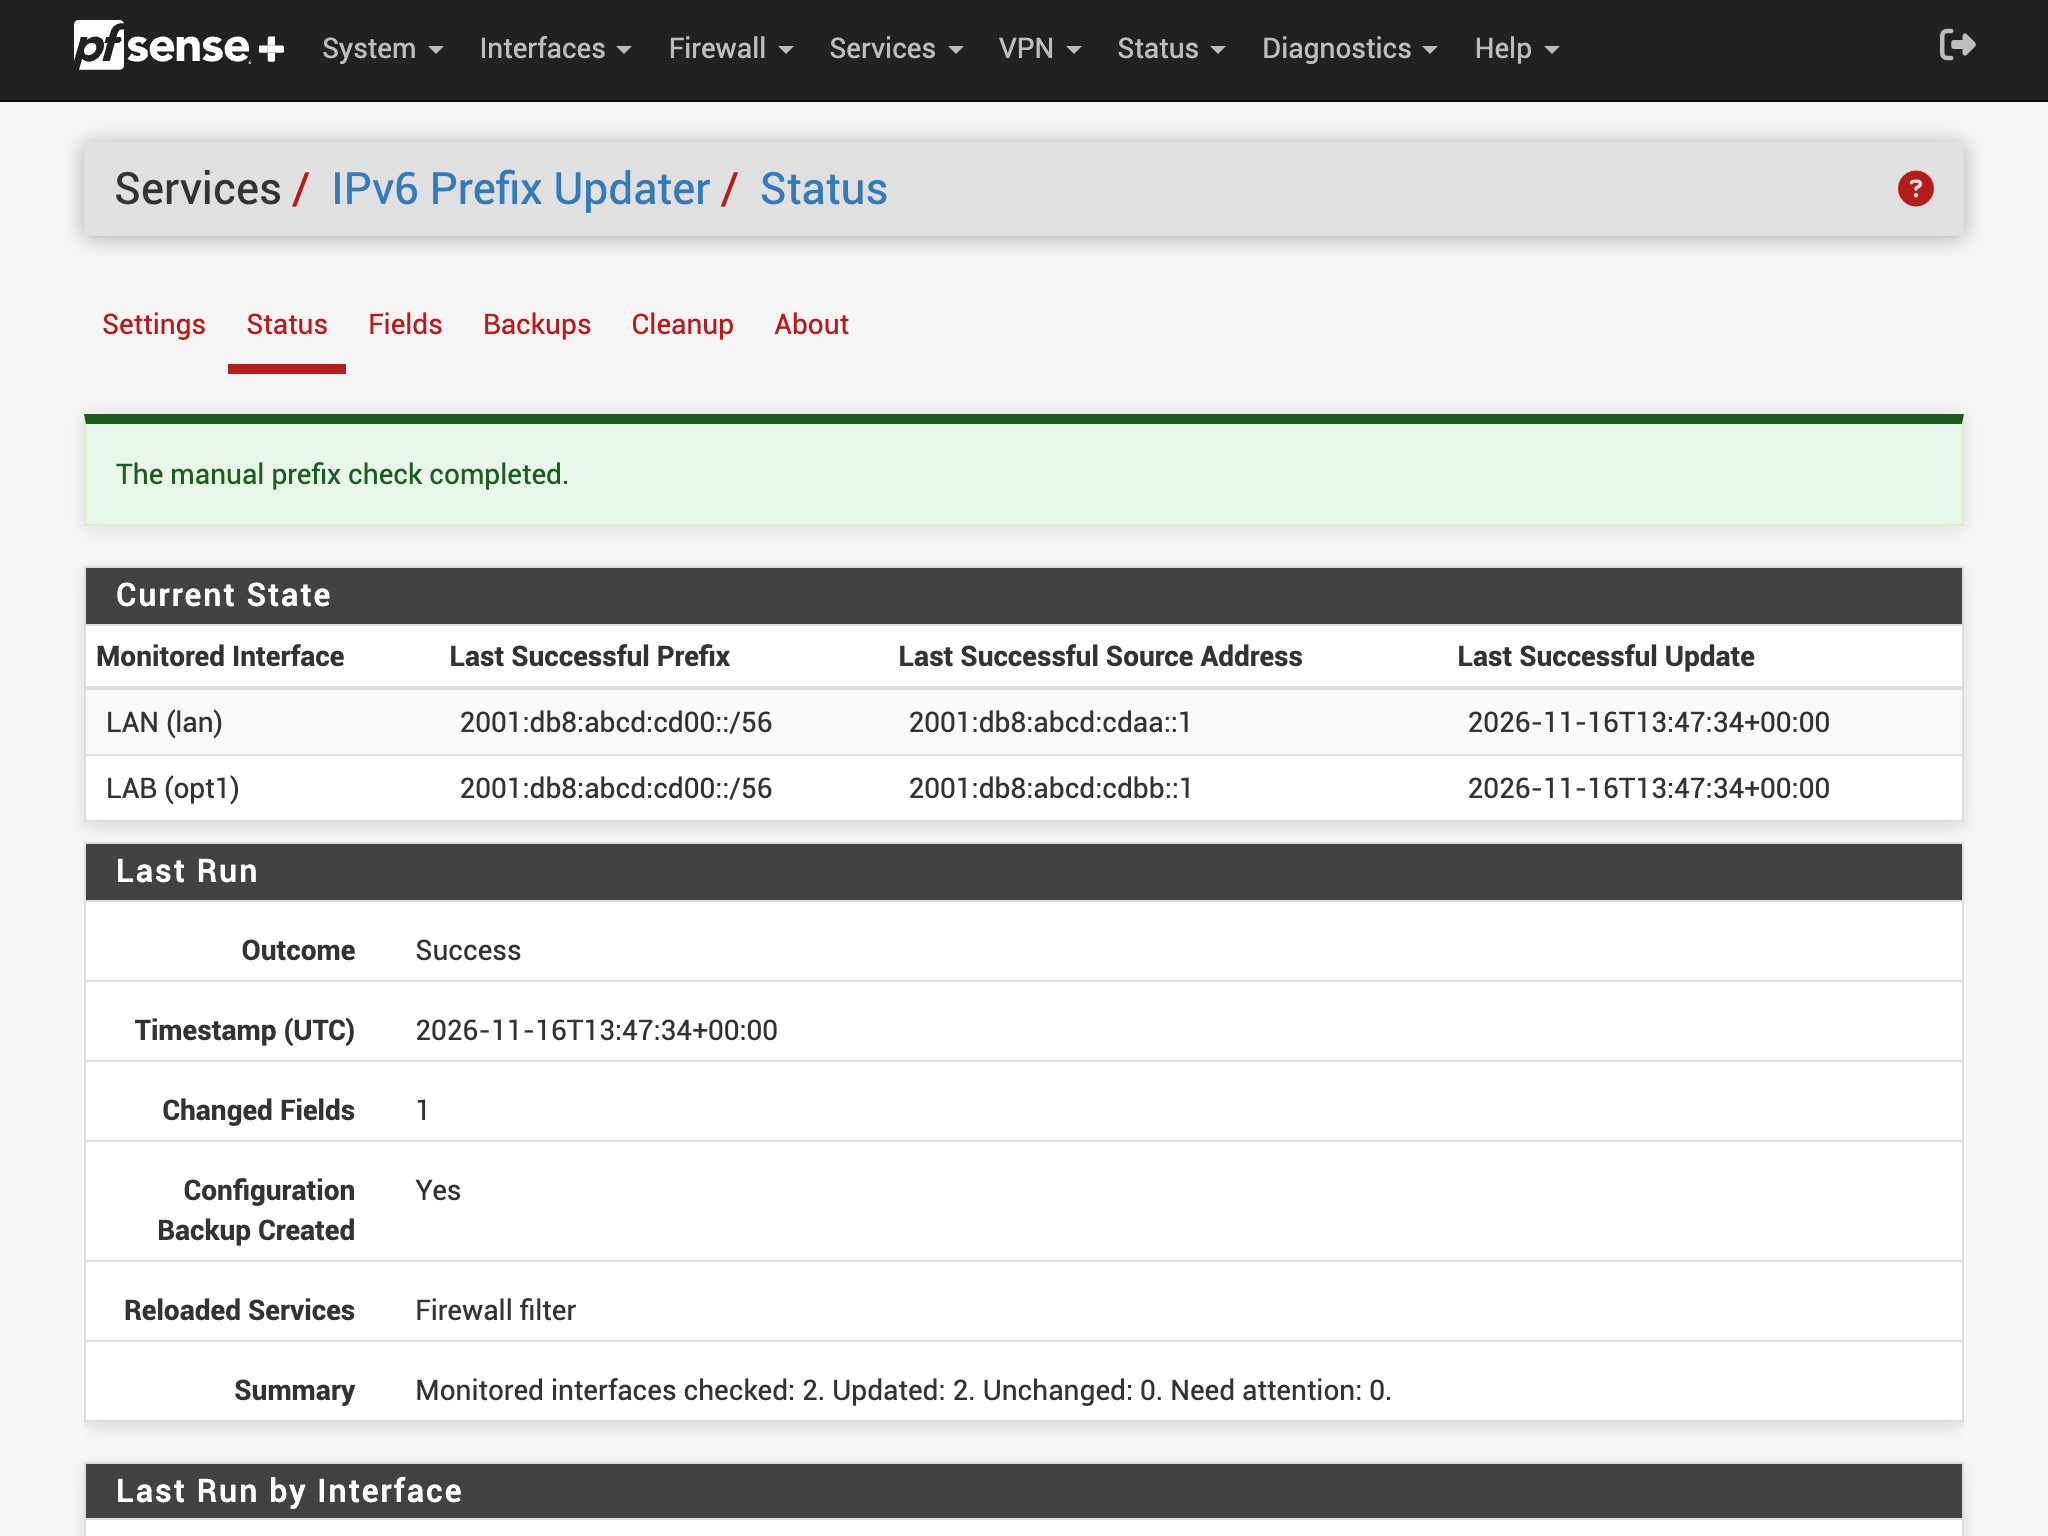 pfsense+ System Interfaces Firewall Services VPN Status Diagnostics Help
Services / IPv6 Prefix Updater / Status ?
Settings Status Fields Backups Cleanup About
The manual prefix check completed.
Current State
Monitored Interface Last Successful Prefix Last Successful Source Address Last Successful Update
LAN (lan) 2001:db8:abcd:cd00::/56 2001:db8:abcd:cdaa::1 2026-11-16T13:47:34+00:00
LAB (opt1) 2001:db8:abcd:cd00::/56 2001:db8:abcd:cdbb::1 2026-11-16T13:47:34+00:00
Last Run
Outcome Success
Timestamp (UTC) 2026-11-16T13:47:34+00:00
Changed Fields 1
Configuration Yes
Backup Created
Reloaded Services Firewall filter
Summary Monitored interfaces checked: 2. Updated: 2. Unchanged: 0. Need attention: 0.
Last Run by Interface